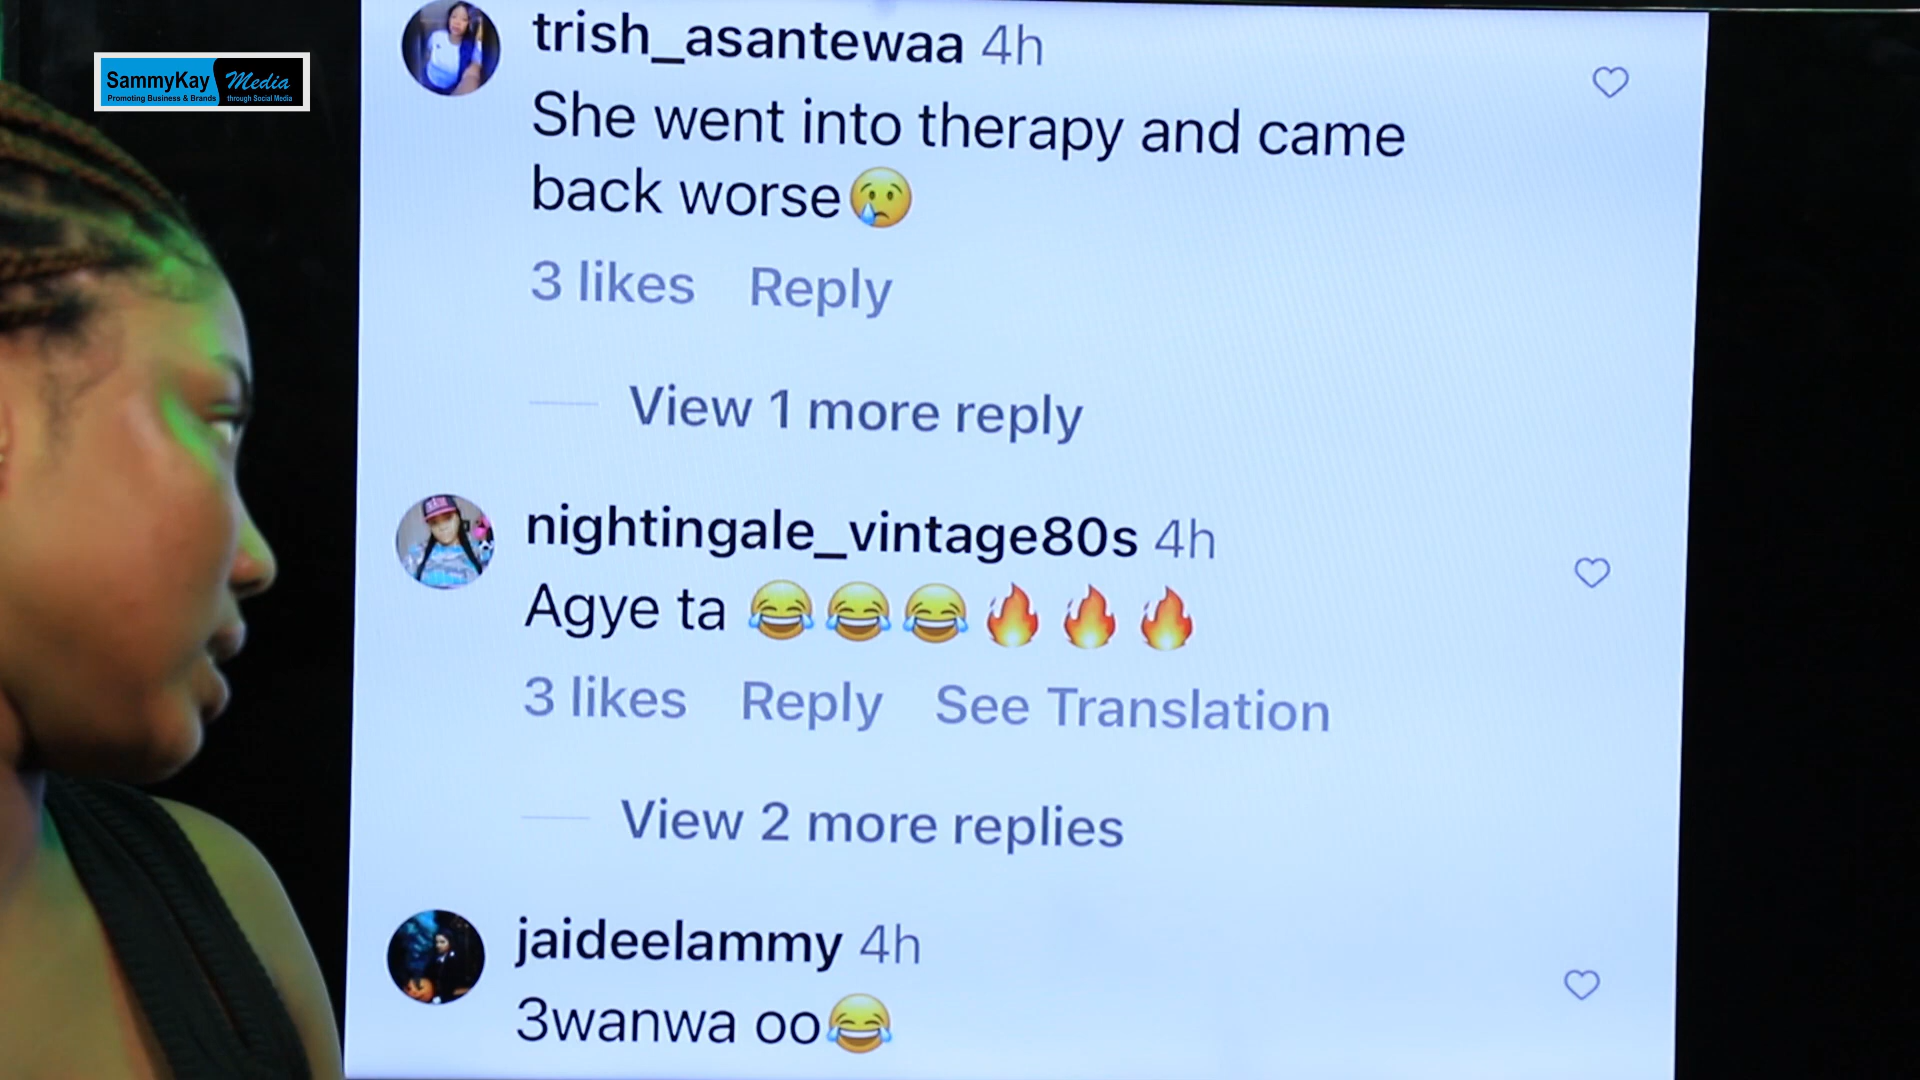 SammyKay Media
Promoting Business & Brands through Social Media
trish_asantewaa 4h
She went into therapy and came
back worse😢
3 likes Reply
View 1 more reply
nightingale_vintage80s 4h
Agye ta 😂😂😂🔥🔥🔥
3 likes Reply See Translation
View 2 more replies
jaideelammy 4h
3wanwa oo😂